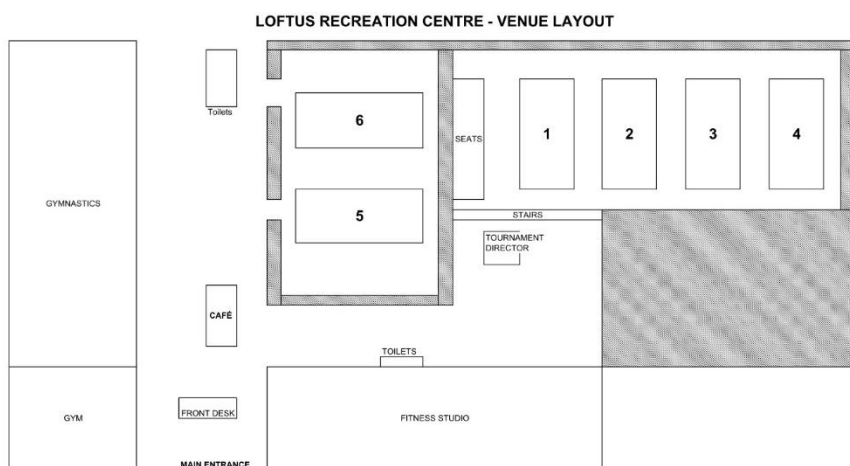 LOFTUS RECREATION CENTRE - VENUE LAYOUT
Toilets
6
SEATS
1
2
3
4
GYMNASTICS
5
STAIRS
TOURNAMENT
DIRECTOR
CAFÉ
TOILETS
FRONT DESK
GYM
FITNESS STUDIO
MAIN ENTRANCE